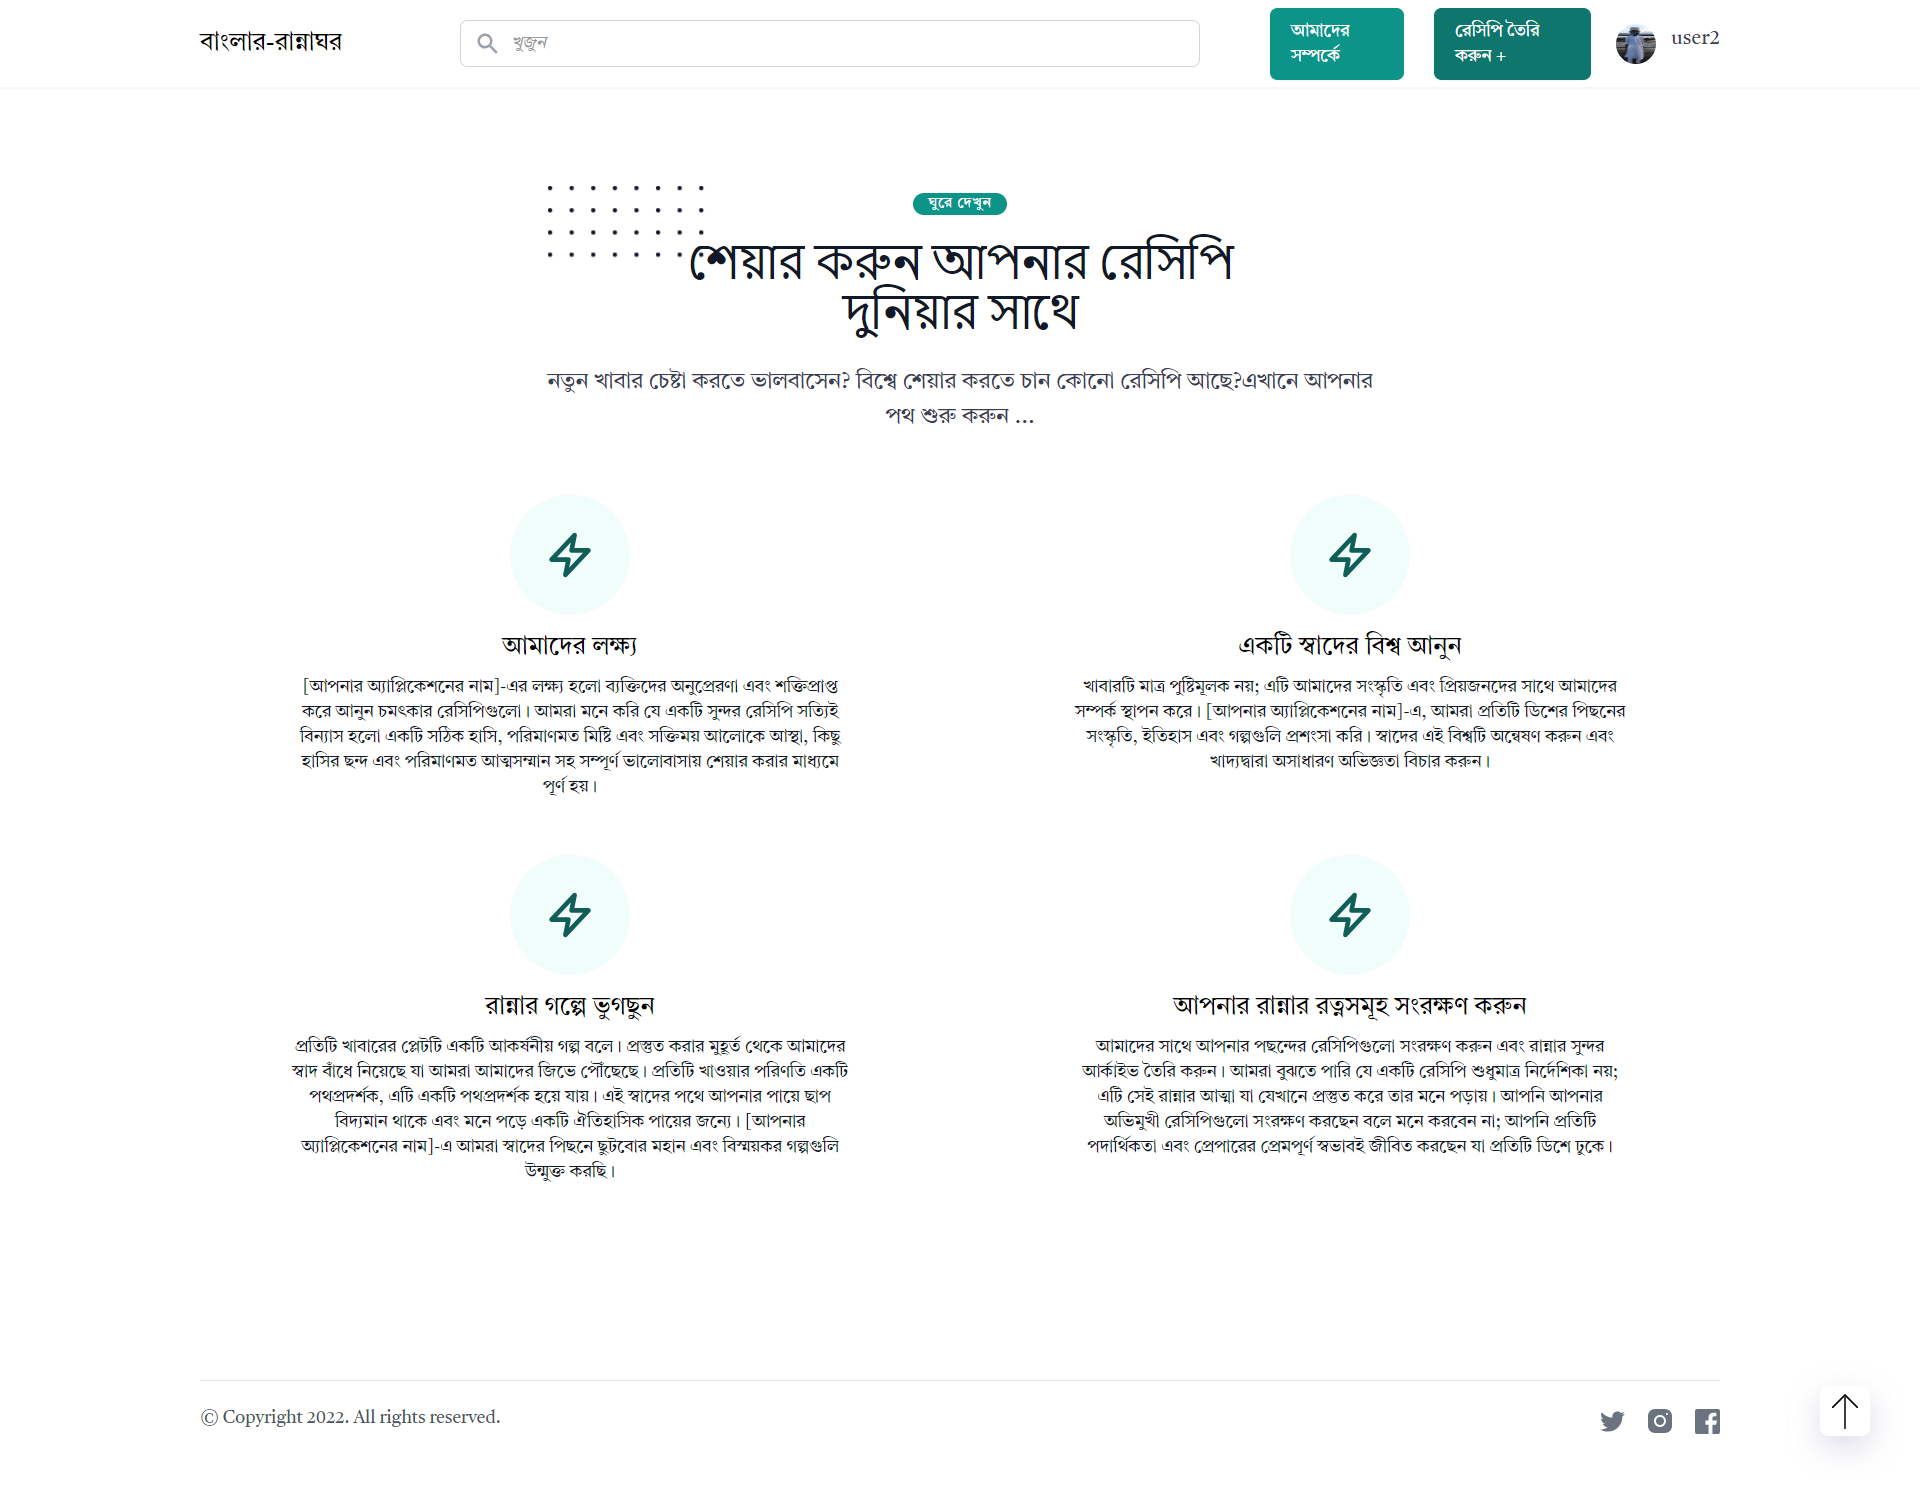 বাংলার-রান্নাঘর
খুজুন
আমাদের
সম্পর্কে
রেসিপি তৈরি
করুন +
user2
ঘুরে দেখুন
শেয়ার করুন আপনার রেসিপি
দুনিয়ার সাথে
নতুন খাবার চেষ্টা করতে ভালবাসেন? বিশ্বে শেয়ার করতে চান কোনো রেসিপি আছে?এখানে আপনার
পথ শুরু করুন ...
আমাদের লক্ষ্য
[আপনার অ্যাপ্লিকেশনের নাম]-এর লক্ষ্য হলো ব্যক্তিদের অনুপ্রেরণা এবং শক্তিপ্রাপ্ত
করে আনুন চমৎকার রেসিপিগুলো। আমরা মনে করি যে একটি সুন্দর রেসিপি সত্যিই
বিন্যাস হলো একটি সঠিক হাসি, পরিমাণমত মিষ্টি এবং সক্তিময় আলোকে আস্থা, কিছু
হাসির ছন্দ এবং পরিমাণমত আত্মসম্মান সহ সম্পূর্ণ ভালোবাসায় শেয়ার করার মাধ্যমে
পূর্ণ হয়।
একটি স্বাদের বিশ্ব আনুন
খাবারটি মাত্র পুষ্টিমূলক নয়; এটি আমাদের সংস্কৃতি এবং প্রিয়জনদের সাথে আমাদের
সম্পর্ক স্থাপন করে। [আপনার অ্যাপ্লিকেশনের নাম]-এ, আমরা প্রতিটি ডিশের পিছনের
সংস্কৃতি, ইতিহাস এবং গল্পগুলি প্রশংসা করি। স্বাদের এই বিশ্বটি অন্বেষণ করুন এবং
খাদ্যদ্বারা অসাধারণ অভিজ্ঞতা বিচার করুন।
রান্নার গল্পে ভুগছুন
প্রতিটি খাবারের প্লেটটি একটি আকর্ষনীয় গল্প বলে। প্রস্তুত করার মুহূর্ত থেকে আমাদের
স্বাদ বাঁধে নিয়েছে যা আমরা আমাদের জিভে পৌঁছেছে। প্রতিটি খাওয়ার পরিণতি একটি
পথপ্রদর্শক, এটি একটি পথপ্রদর্শক হয়ে যায়। এই স্বাদের পথে আপনার পায়ে ছাপ
বিদ্যমান থাকে এবং মনে পড়ে একটি ঐতিহাসিক পায়ের জন্যে। [আপনার
অ্যাপ্লিকেশনের নাম]-এ আমরা স্বাদের পিছনে ছুটবোর মহান এবং বিস্ময়কর গল্পগুলি
উন্মুক্ত করছি।
আপনার রান্নার রত্নসমূহ সংরক্ষণ করুন
আমাদের সাথে আপনার পছন্দের রেসিপিগুলো সংরক্ষণ করুন এবং রান্নার সুন্দর
আর্কাইভ তৈরি করুন। আমরা বুঝতে পারি যে একটি রেসিপি শুধুমাত্র নির্দেশিকা নয়;
এটি সেই রান্নার আত্মা যা যেখানে প্রস্তুত করে তার মনে পড়ায়। আপনি আপনার
অভিমুখী রেসিপিগুলো সংরক্ষণ করছেন বলে মনে করবেন না; আপনি প্রতিটি
পদার্থিকতা এবং প্রেপারের প্রেমপূর্ণ স্বভাবই জীবিত করছেন যা প্রতিটি ডিশে ঢুকে।
© Copyright 2022. All rights reserved.